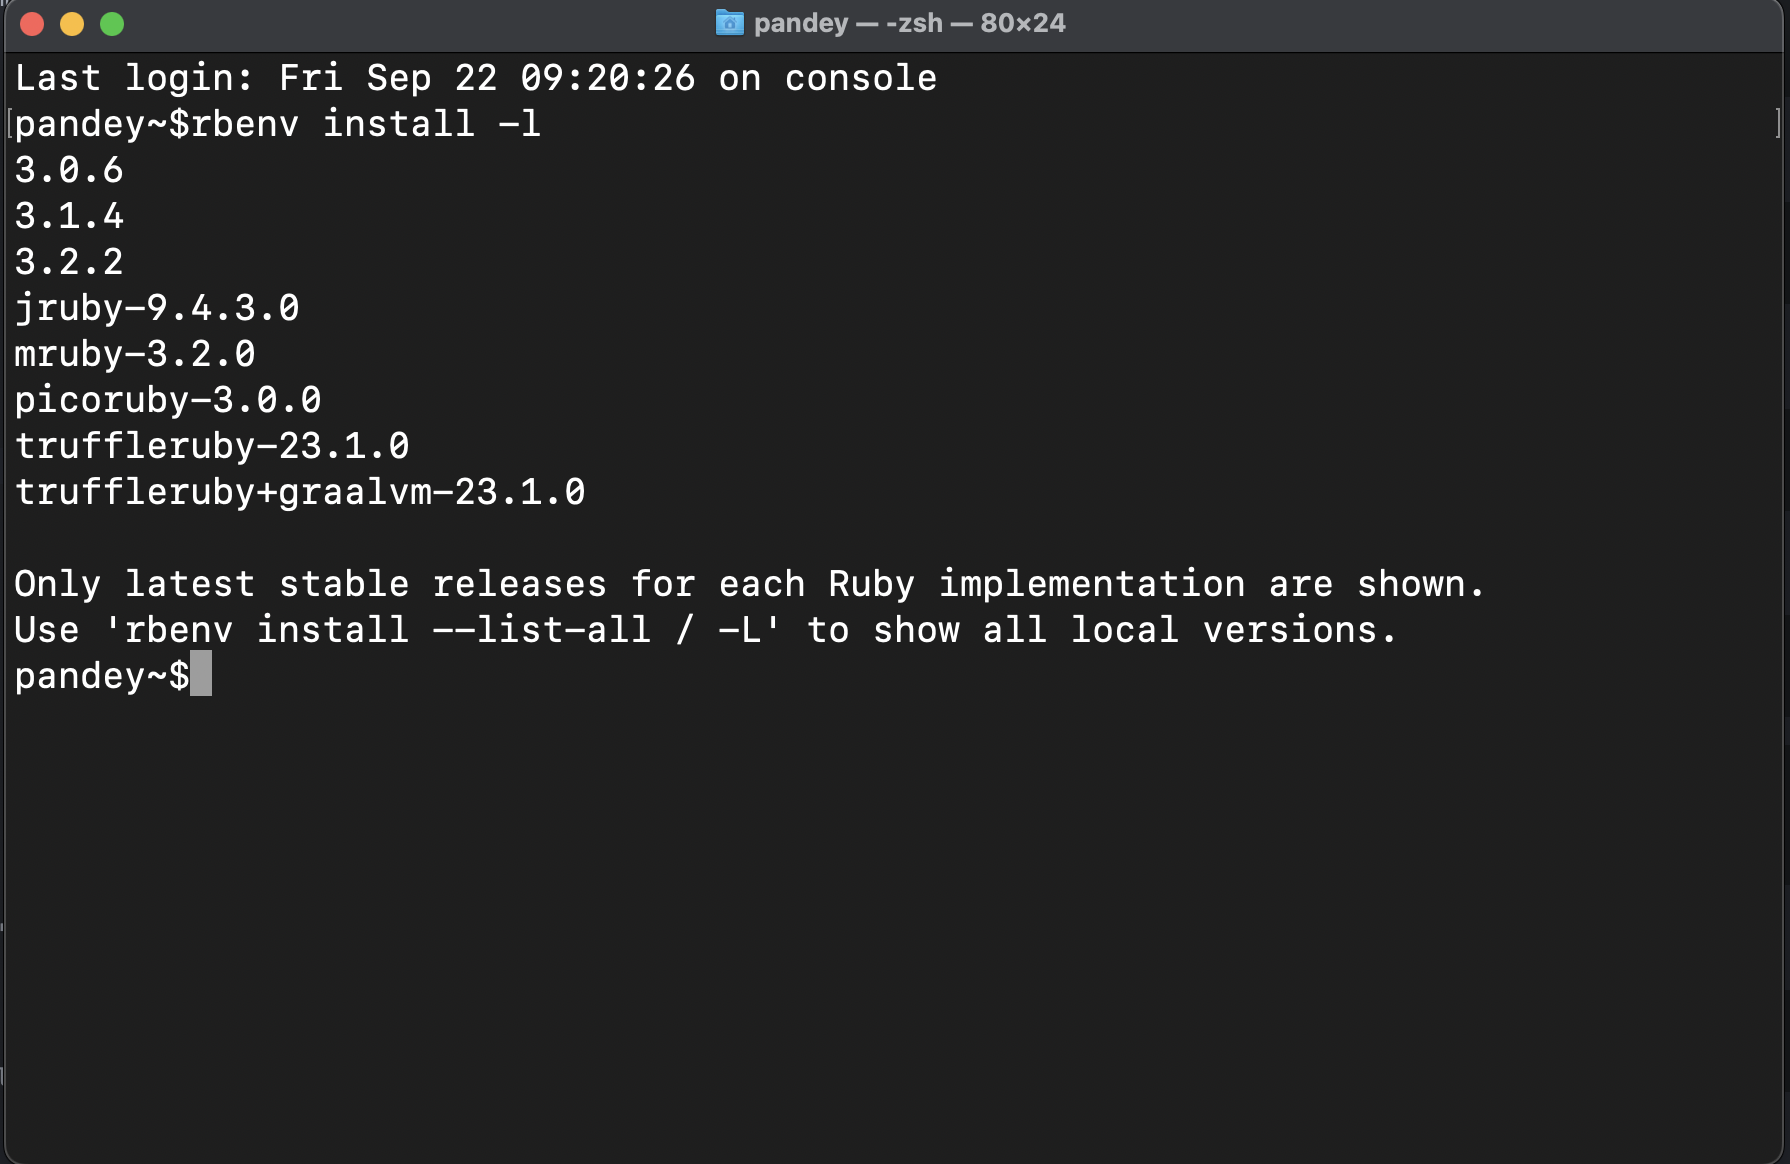 pandey — -zsh — 80×24
Last login: Fri Sep 22 09:20:26 on console
[pandey~$rbenv install -l ]
3.0.6
3.1.4
3.2.2
jruby-9.4.3.0
mruby-3.2.0
picoruby-3.0.0
truffleruby-23.1.0
truffleruby+graalvm-23.1.0

Only latest stable releases for each Ruby implementation are shown.
Use 'rbenv install --list-all / -L' to show all local versions.
pandey~$